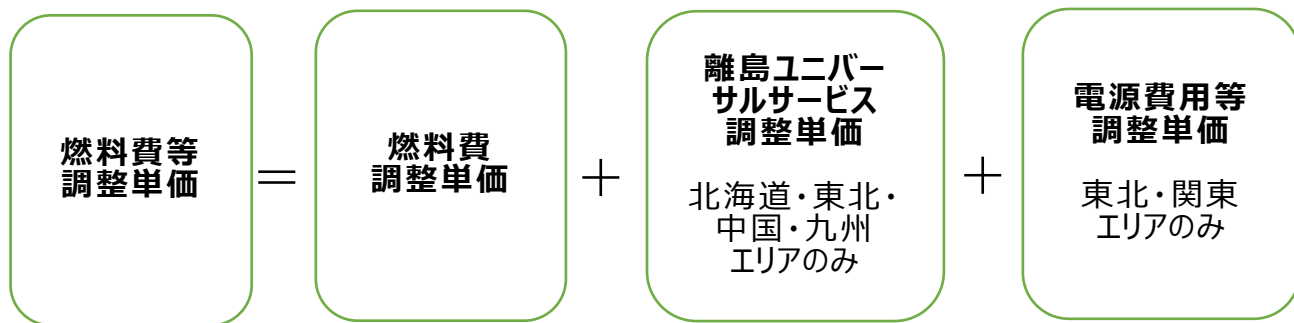 燃料費等
調整単価
＝
燃料費
調整単価
＋
離島ユニバー
サルサービス
調整単価
北海道・東北・
中国・九州
エリアのみ
＋
電源費用等
調整単価
東北・関東
エリアのみ